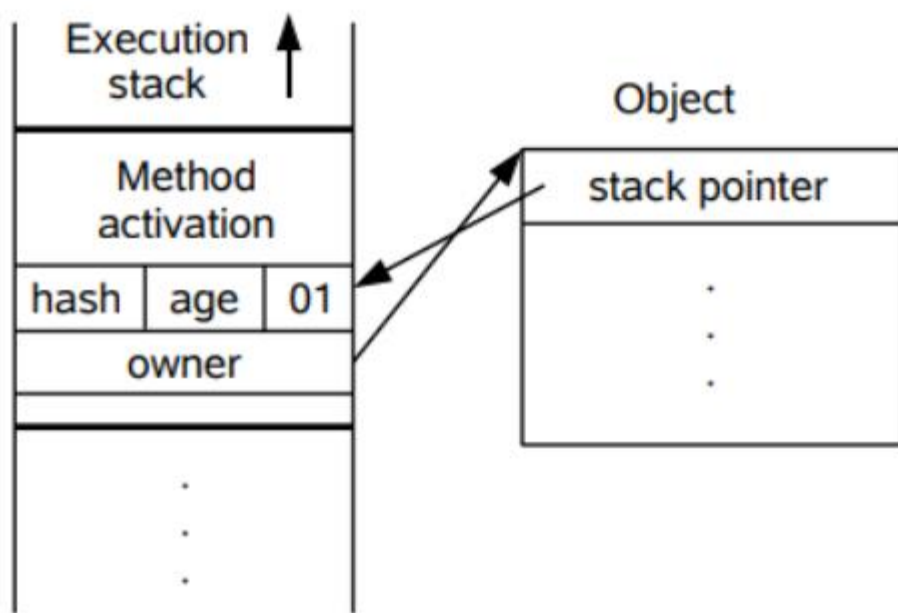 Execution
stack
Object
Method
activation
stack pointer
hash age 01
owner